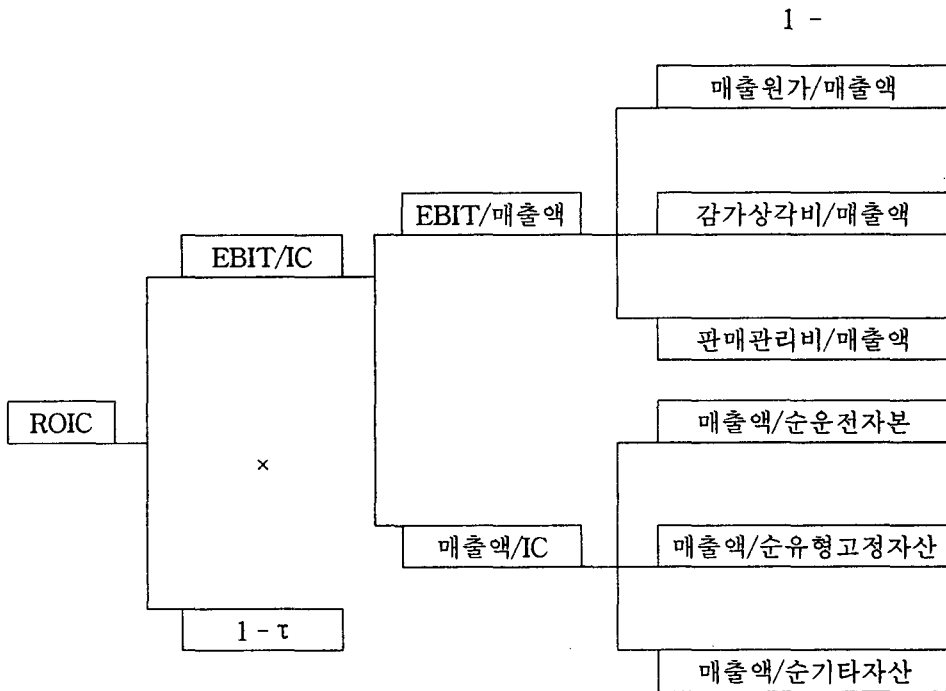 1 -
매출원가/매출액
EBIT/매출액
감가상각비/매출액
EBIT/IC
판매관리비/매출액
ROIC
매출액/순운전자본
×
매출액/IC
매출액/순유형고정자산
1 - τ
매출액/순기타자산